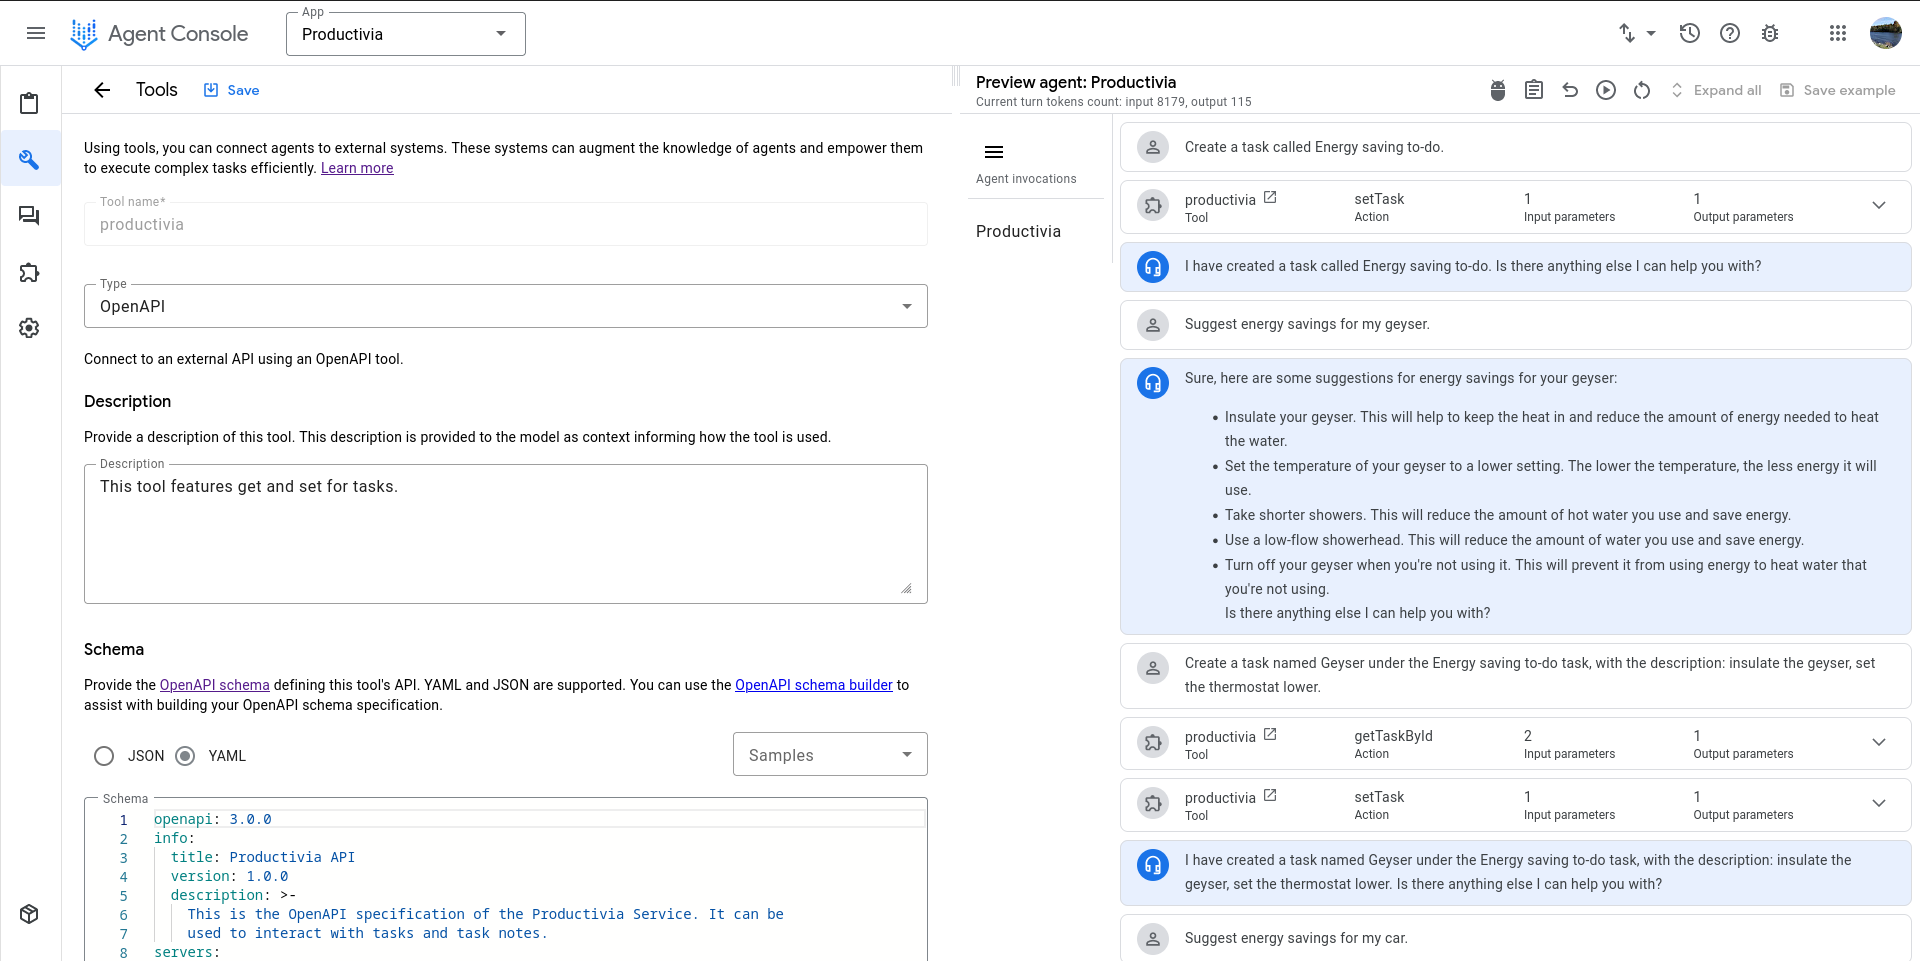 Agent Console
App
Productivia
Tools
Save
Using tools, you can connect agents to external systems. These systems can augment the knowledge of agents and empower them
to execute complex tasks efficiently. Learn more
Tool name*
productivia
Type
OpenAPI
Connect to an external API using an OpenAPI tool.
Description
Provide a description of this tool. This description is provided to the model as context informing how the tool is used.
Description
This tool features get and set for tasks.
Schema
Provide the OpenAPI schema defining this tool's API. YAML and JSON are supported. You can use the OpenAPI schema builder to
assist with building your OpenAPI schema specification.
JSON YAML
Samples
Schema
1 openapi: 3.0.0
2 info:
3 title: Productivia API
4 version: 1.0.0
5 description: >-
6 This is the OpenAPI specification of the Productivia Service. It can be
7 used to interact with tasks and task notes.
8 servers:
Preview agent: Productivia
Current turn tokens count: input 8179, output 115
Expand all
Save example
Agent invocations
Productivia
Create a task called Energy saving to-do.
productivia setTask 1 1
Tool Action Input parameters Output parameters
I have created a task called Energy saving to-do. Is there anything else I can help you with?
Suggest energy savings for my geyser.
Sure, here are some suggestions for energy savings for your geyser:
• Insulate your geyser. This will help to keep the heat in and reduce the amount of energy needed to heat
the water.
• Set the temperature of your geyser to a lower setting. The lower the temperature, the less energy it will
use.
• Take shorter showers. This will reduce the amount of hot water you use and save energy.
• Use a low-flow showerhead. This will reduce the amount of water you use and save energy.
• Turn off your geyser when you're not using it. This will prevent it from using energy to heat water that
you're not using.
Is there anything else I can help you with?
Create a task named Geyser under the Energy saving to-do task, with the description: insulate the geyser, set
the thermostat lower.
productivia getTaskById 2 1
Tool Action Input parameters Output parameters
productivia setTask 1 1
Tool Action Input parameters Output parameters
I have created a task named Geyser under the Energy saving to-do task, with the description: insulate the
geyser, set the thermostat lower. Is there anything else I can help you with?
Suggest energy savings for my car.